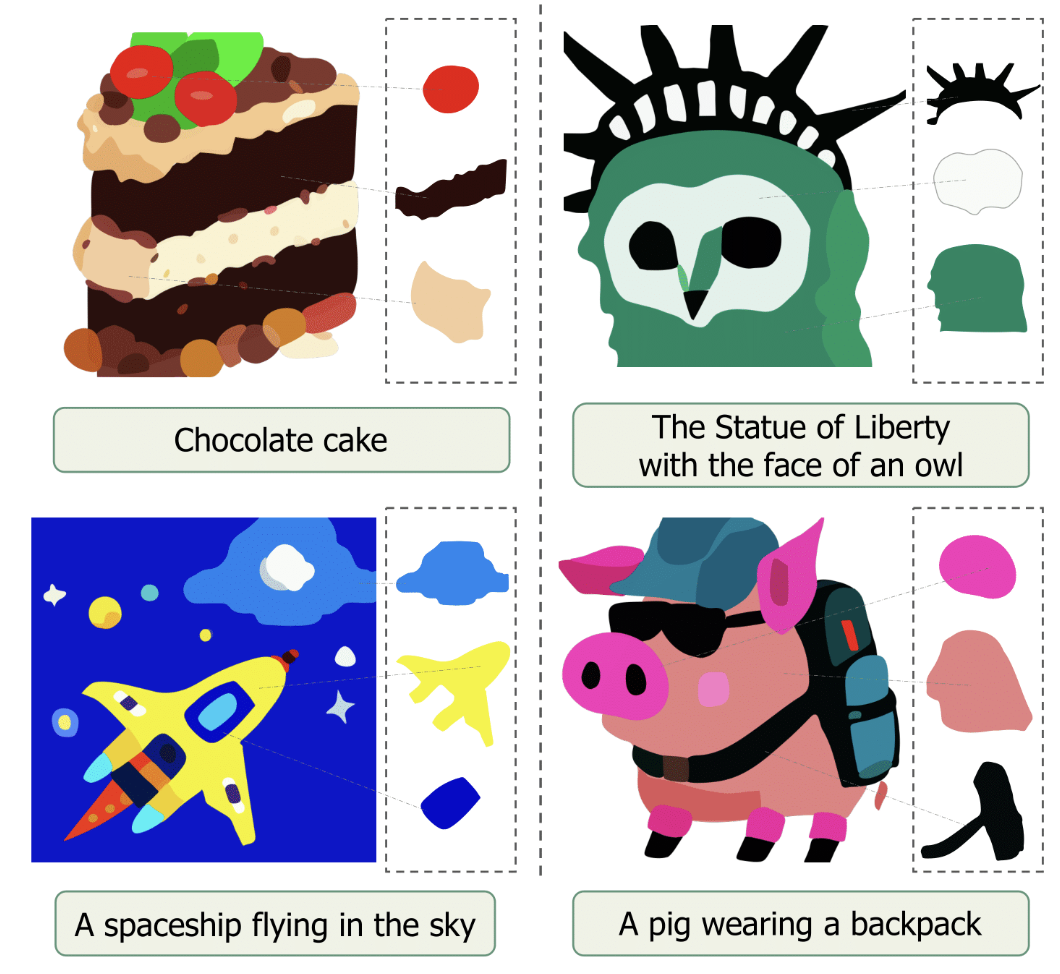 Chocolate cake
The Statue of Liberty
with the face of an owl
A spaceship flying in the sky
A pig wearing a backpack